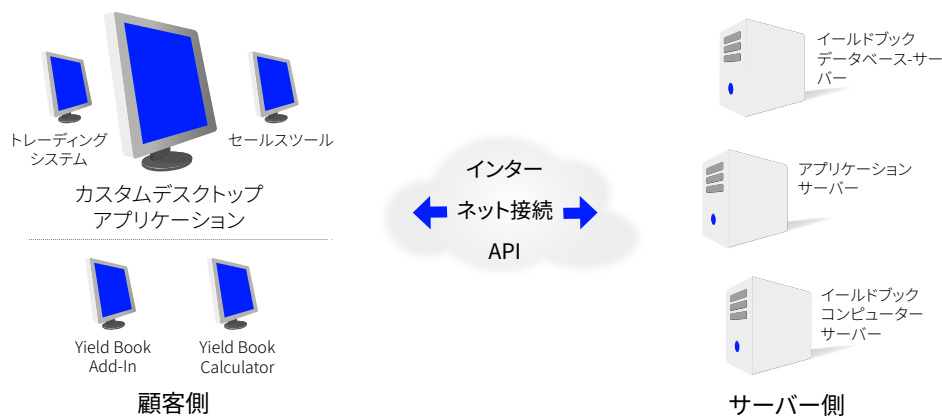 トレーディング
システム
セールスツール
カスタムデスクトップ
アプリケーション
Yield Book
Add-In
Yield Book
Calculator
顧客側
インター
ネット接続
API
イールドブック
データベース-サー
バー
アプリケーション
サーバー
イールドブック
コンピューター
サーバー
サーバー側